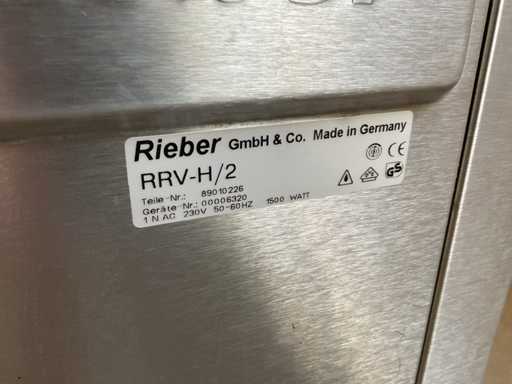 Rieber GmbH & Co. Made in Germany
RRV-H/2
Teile-Nr.: 89010226
Geräte-Nr.: 00006320
1 N AC 230V 50-60HZ 1500 WATT
CE
GS